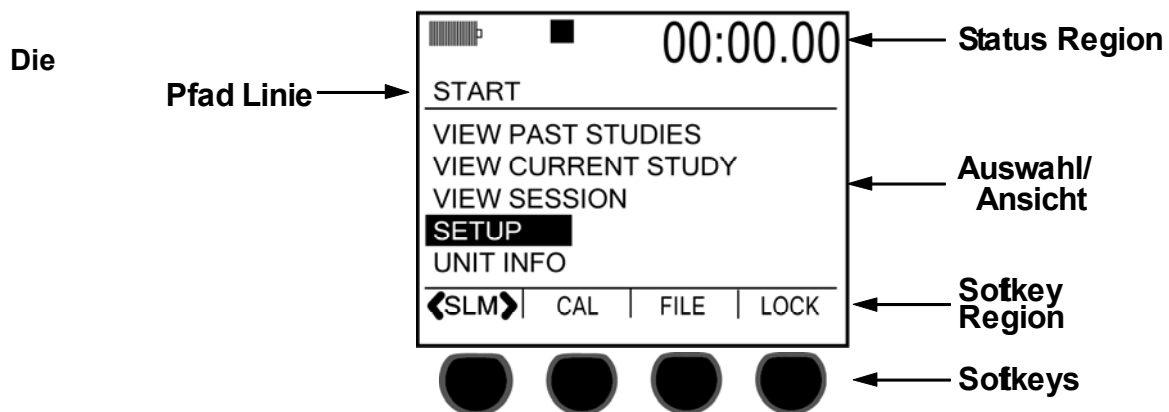 00:00.00
Status Region
Die
Pfad Linie
START
VIEW PAST STUDIES
VIEW CURRENT STUDY
VIEW SESSION
SETUP
UNIT INFO
Auswahl/
Ansicht
SLM CAL FILE LOCK
Softkey
Region
Softkeys